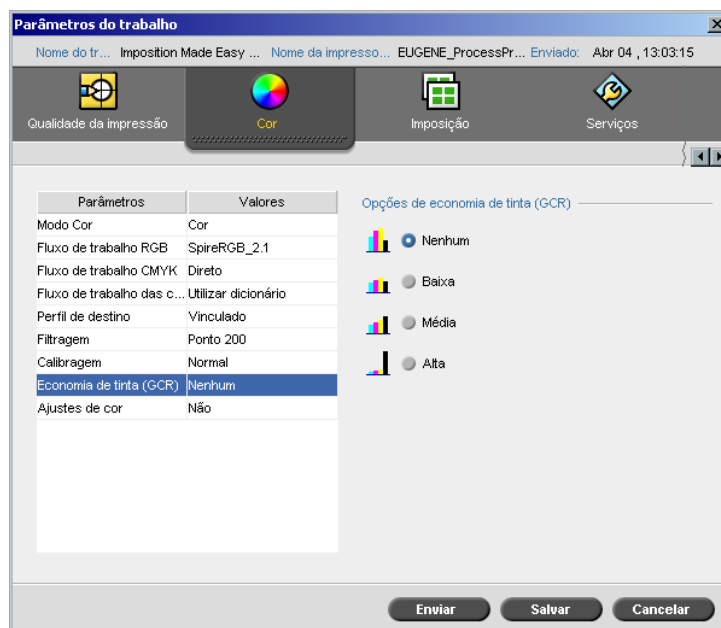 Parâmetros do trabalho
Nome do tr... Imposition Made Easy ... Nome da impresso... EUGENE_ProcessPr... Enviado: Abr 04 , 13:03:15
Qualidade da impressão Cor Imposição Serviços
Parâmetros Valores
Modo Cor Cor
Fluxo de trabalho RGB SpireRGB_2.1
Fluxo de trabalho CMYK Direto
Fluxo de trabalho das c... Utilizar dicionário
Perfil de destino Vinculado
Filtragem Ponto 200
Calibragem Normal
Economia de tinta (GCR) Nenhum
Ajustes de cor Não
Opções de economia de tinta (GCR)
Nenhum
Baixa
Média
Alta
Enviar Salvar Cancelar